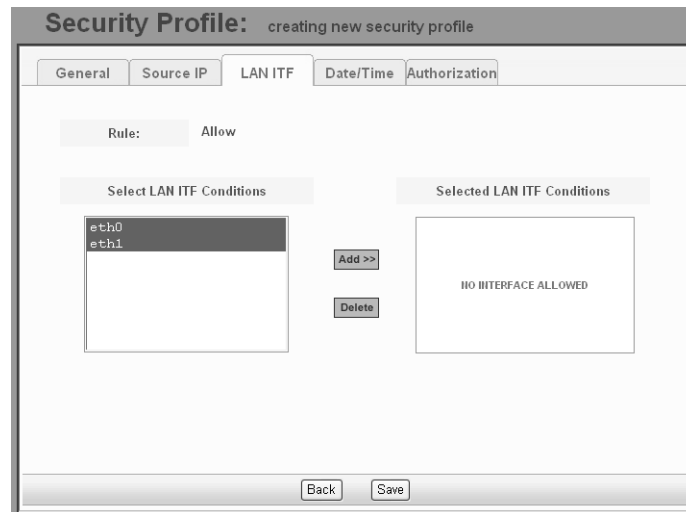 Security Profile: creating new security profile
General Source IP LAN ITF Date/Time Authorization
Rule: Allow
Select LAN ITF Conditions Selected LAN ITF Conditions
eth0
eth1
Add >>
NO INTERFACE ALLOWED
Delete
Back Save